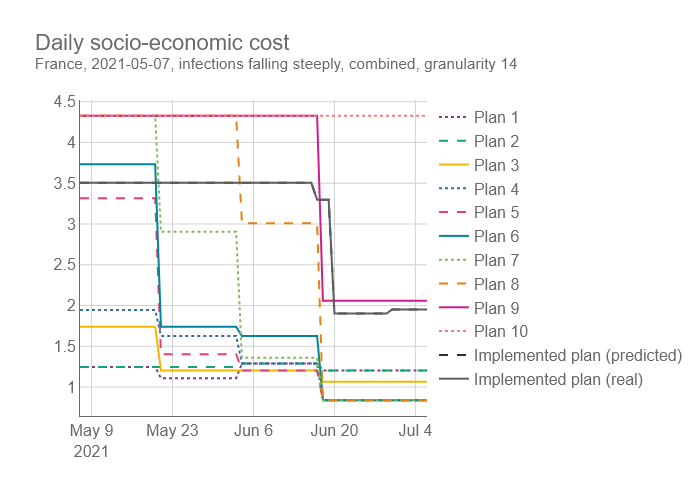 Daily socio-economic cost
France, 2021-05-07, infections falling steeply, combined, granularity 14
4.5
4
3.5
3
2.5
2
1.5
1
May 9
2021
May 23
Jun 6
Jun 20
Jul 4
Plan 1
Plan 2
Plan 3
Plan 4
Plan 5
Plan 6
Plan 7
Plan 8
Plan 9
Plan 10
Implemented plan (predicted)
Implemented plan (real)